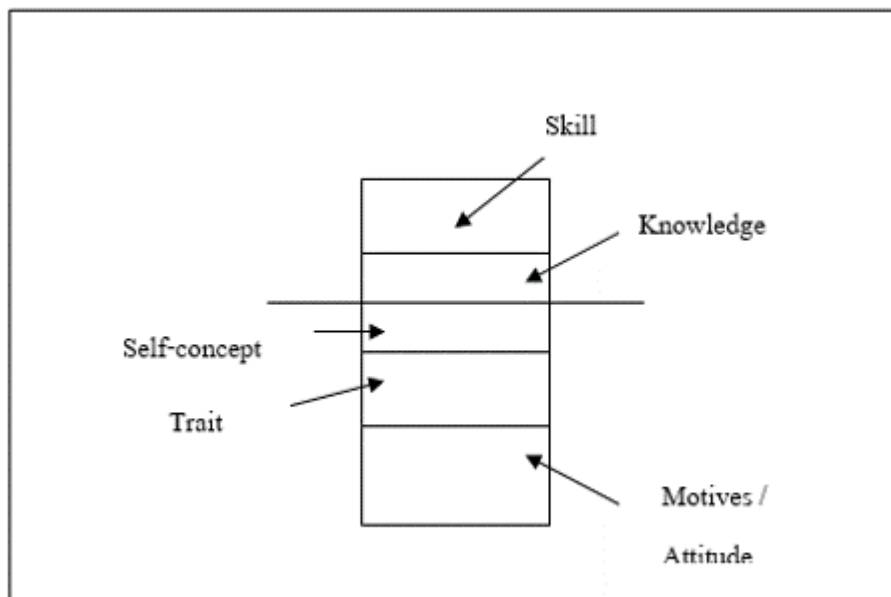 Skill
Knowledge
Self-concept
Trait
Motives /
Attitude